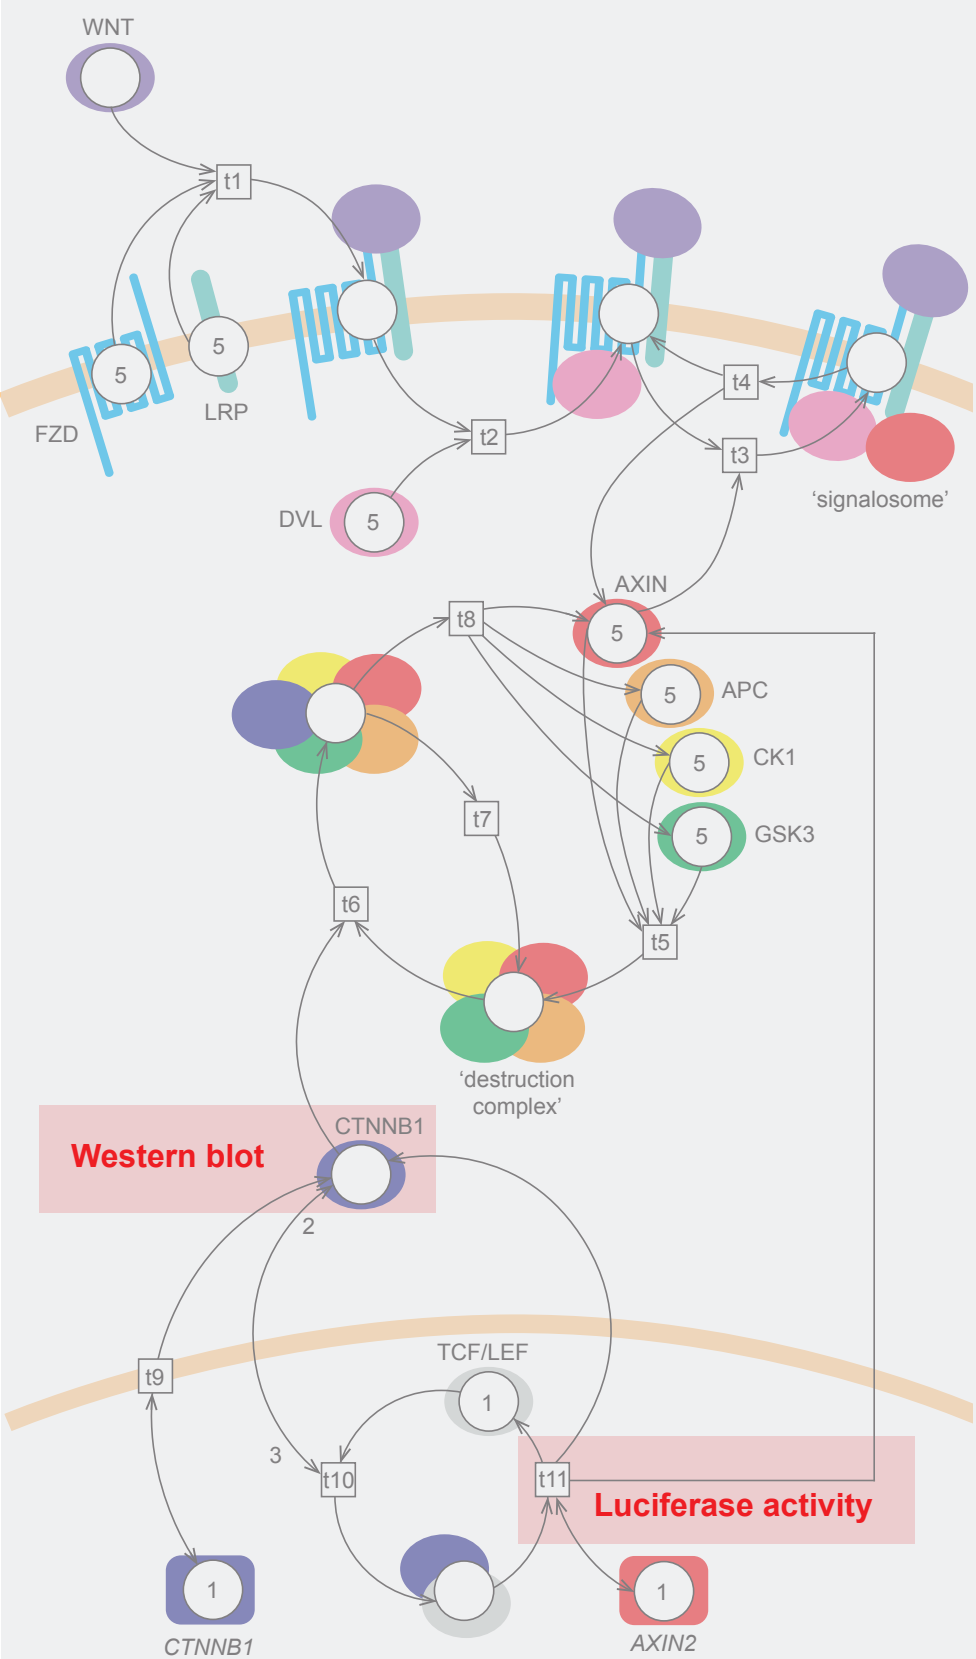 WNT
t1
5
5
FZD
LRP
t2
t4
t3
DVL
5
‘signalosome’
AXIN
t8
5
5
APC
5
CK1
5
GSK3
t7
t6
t5
‘destruction
complex’
CTNNB1
Western blot
2
TCF/LEF
t9
1
3
t10
t11
Luciferase activity
1
1
CTNNB1
AXIN2